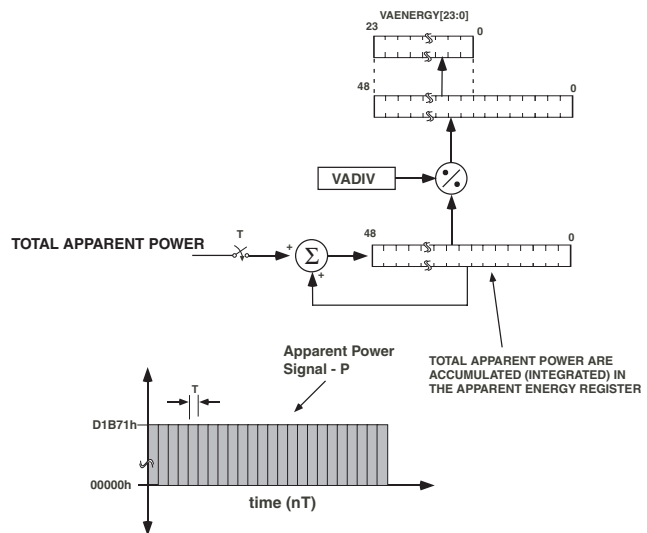 VAENERGY[23:0]
23
0
48
0
VADIV
%
TOTAL APPARENT POWER
T
+
Σ
+
48
0
TOTAL APPARENT POWER ARE
ACCUMULATED (INTEGRATED) IN
THE APPARENT ENERGY REGISTER
Apparent Power
Signal - P
T
D1B71h
00000h
time (nT)